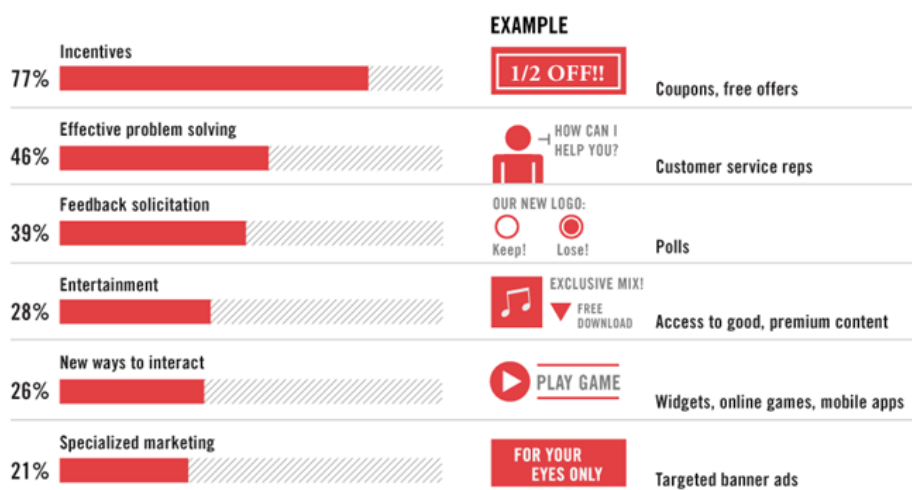 EXAMPLE
Incentives
77%
1/2 OFF!!
Coupons, free offers
Effective problem solving
46%
HOW CAN I
HELP YOU?
Customer service reps
Feedback solicitation
39%
OUR NEW LOGO:
Keep! Lose!
Polls
Entertainment
28%
EXCLUSIVE MIX!
FREE
DOWNLOAD
Access to good, premium content
New ways to interact
26%
PLAY GAME
Widgets, online games, mobile apps
Specialized marketing
21%
FOR YOUR
EYES ONLY
Targeted banner ads